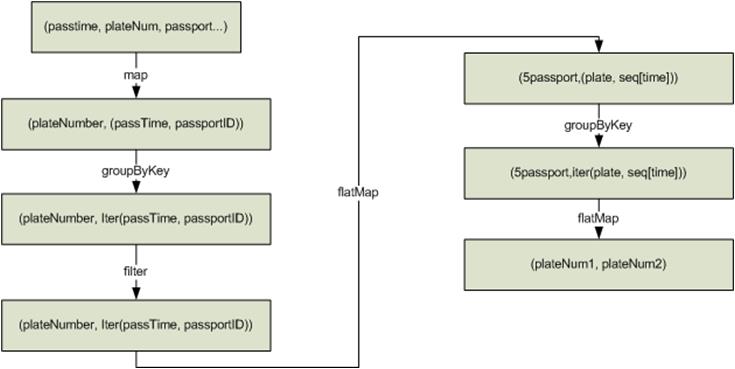 (passtime, plateNum, passport...)
map
(plateNumber, (passTime, passportID))
groupByKey
(plateNumber, Iter(passTime, passportID))
filter
(plateNumber, Iter(passTime, passportID))
flatMap
(5passport,(plate, seq[time]))
groupByKey
(5passport,iter(plate, seq[time]))
flatMap
(plateNum1, plateNum2)